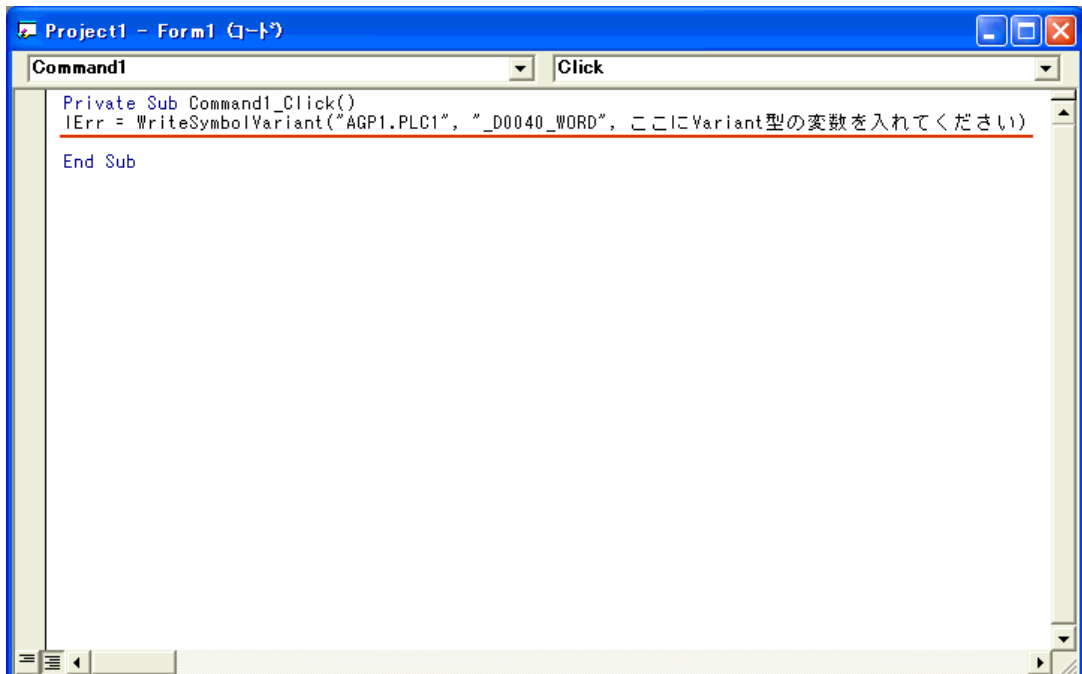 Project1 - Form1 (コード)
Command1
Click
Private Sub Command1_Click()
lErr = WriteSymbolVariant("AGP1.PLC1", "_D0040_WORD", ここにVariant型の変数を入れてください)
End Sub